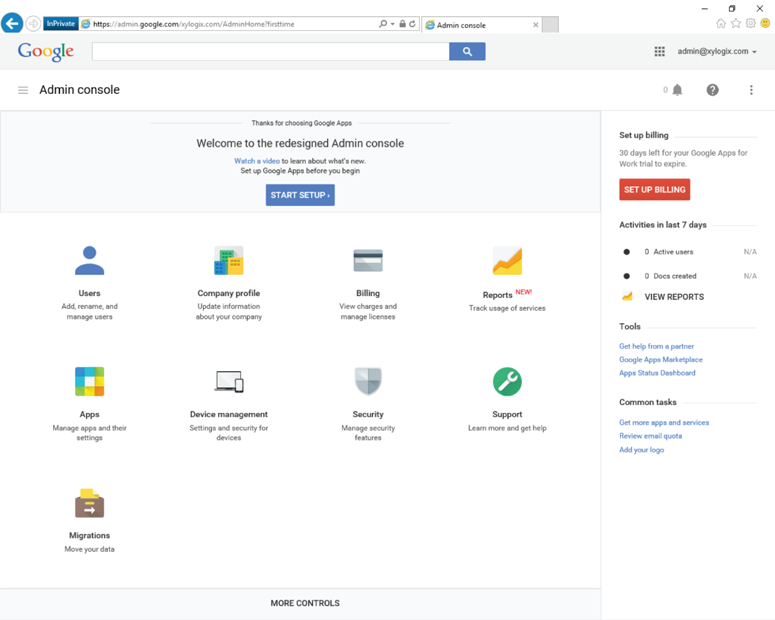 InPrivate
https://admin.google.com/xylogix.com/AdminHome?firsttime
Admin console
Google
admin@xylogix.com
Admin console
0
Thanks for choosing Google Apps
Welcome to the redesigned Admin console
Watch a video to learn about what's new.
Set up Google Apps before you begin
START SETUP ›
Users
Add, rename, and
manage users
Company profile
Update information
about your company
Billing
View charges and
manage licenses
Reports NEW!
Track usage of services
Apps
Manage apps and their
settings
Device management
Settings and security for
devices
Security
Manage security
features
Support
Learn more and get help
Migrations
Move your data
MORE CONTROLS
Set up billing
30 days left for your Google Apps for
Work trial to expire.
SET UP BILLING
Activities in last 7 days
0 Active users N/A
0 Docs created N/A
VIEW REPORTS
Tools
Get help from a partner
Google Apps Marketplace
Apps Status Dashboard
Common tasks
Get more apps and services
Review email quota
Add your logo